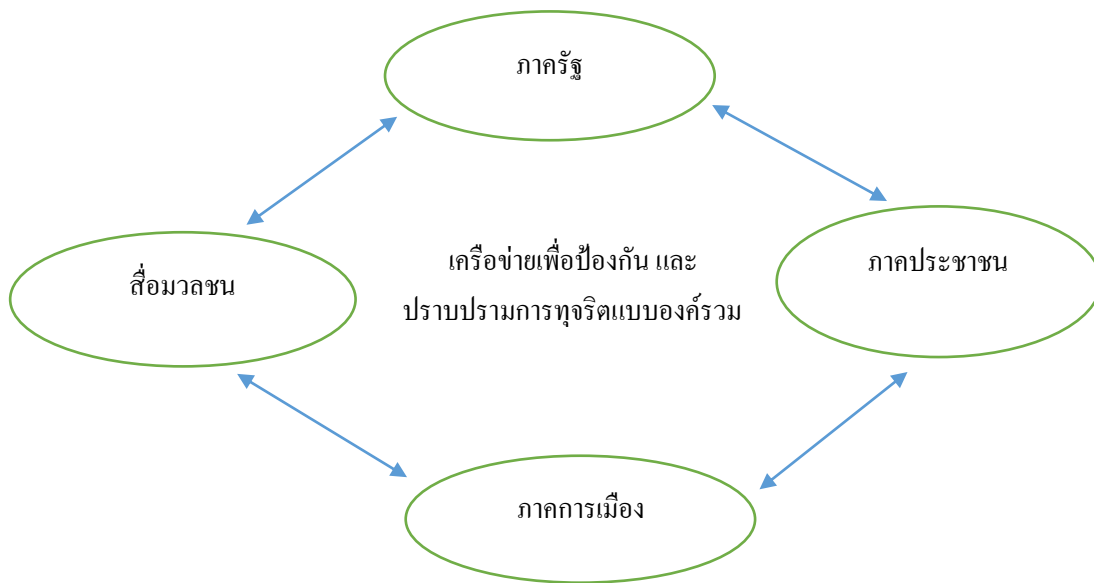 ภาครัฐ
สื่อมวลชน
เครือข่ายเพื่อป้องกัน และ
ปราบปรามการทุจริตแบบองค์รวม
ภาคประชาชน
ภาคการเมือง